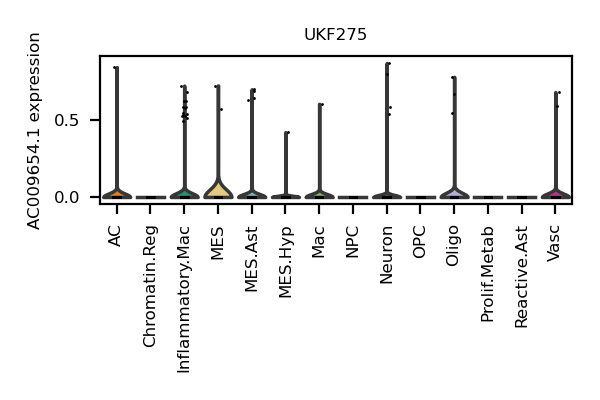 UKF275
AC009654.1 expression
0.5
0.0
AC
Chromatin.Reg
Inflammatory.Mac
MES
MES.Ast
MES.Hyp
Mac
NPC
Neuron
OPC
Oligo
Prolif.Metab
Reactive.Ast
Vasc